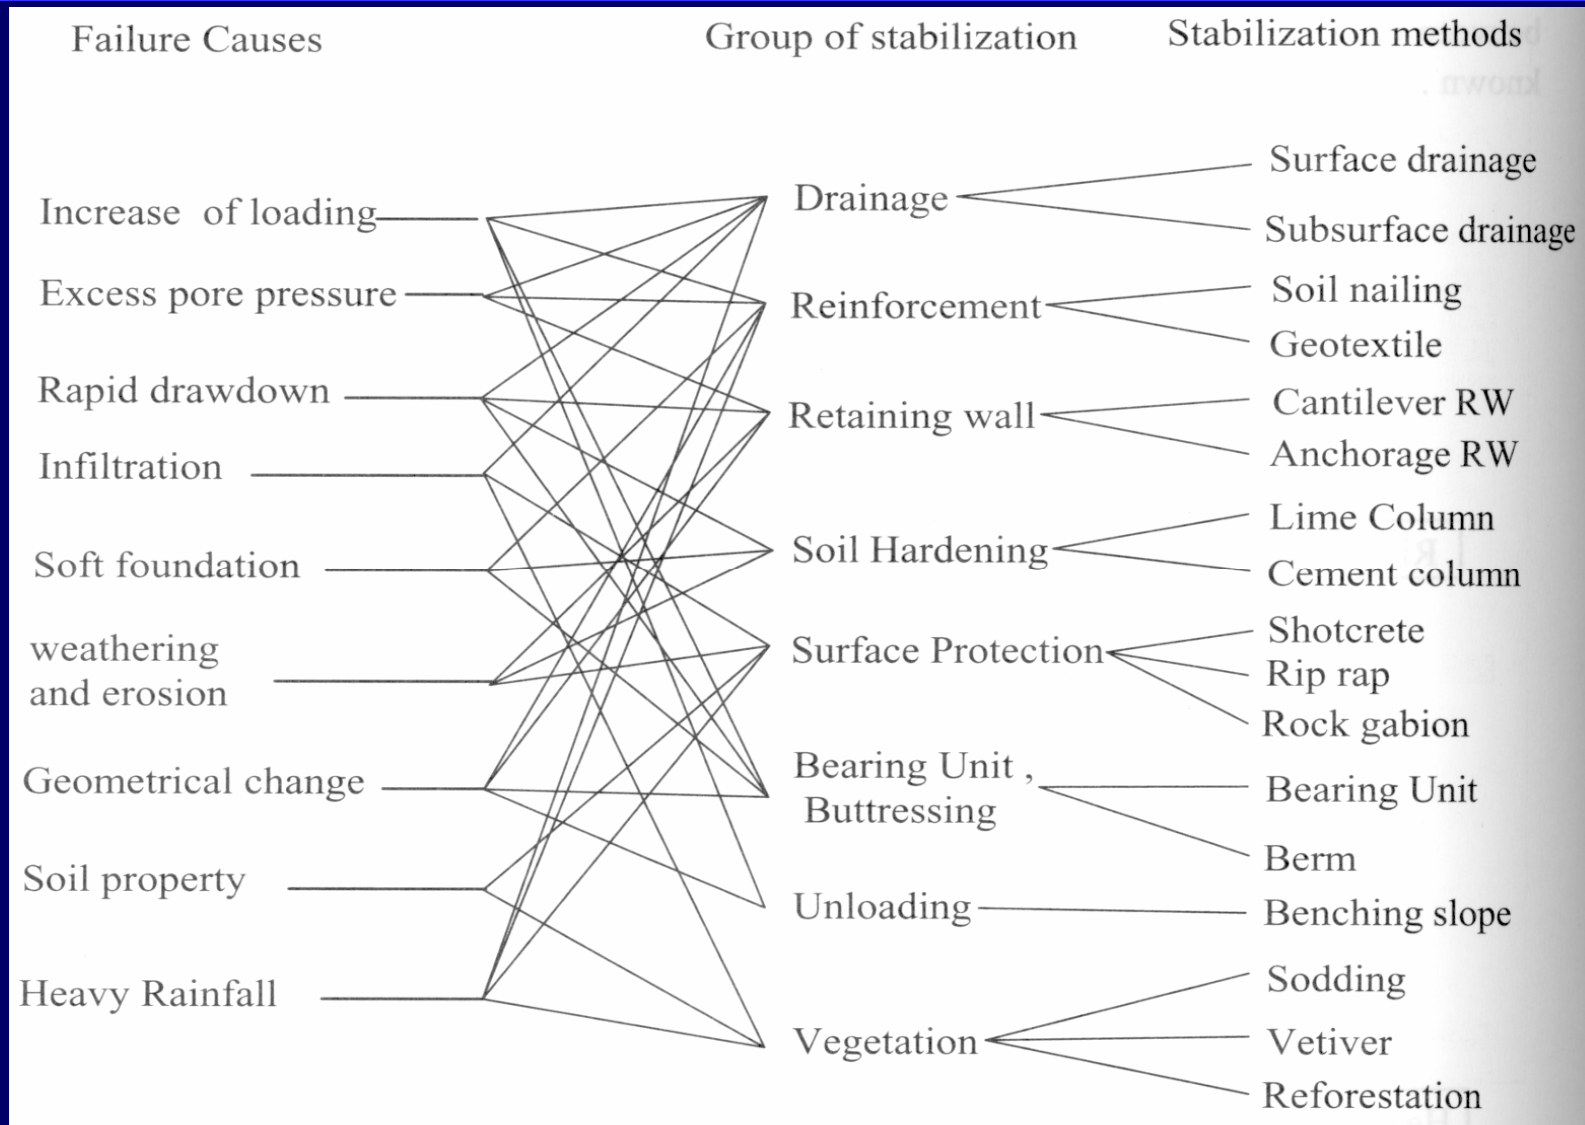 Failure Causes
Group of stabilization
Stabilization methods
known .
Increase of loading
Excess pore pressure
Rapid drawdown
Infiltration
Soft foundation
weathering
and erosion
Geometrical change
Soil property
Heavy Rainfall
Drainage
Reinforcement
Retaining wall
Soil Hardening
Surface Protection
Bearing Unit ,
Buttressing
Unloading
Vegetation
Surface drainage
Subsurface drainage
Soil nailing
Geotextile
Cantilever RW
Anchorage RW
Lime Column
Cement column
Shotcrete
Rip rap
Rock gabion
Bearing Unit
Berm
Benching slope
Sodding
Vetiver
Reforestation